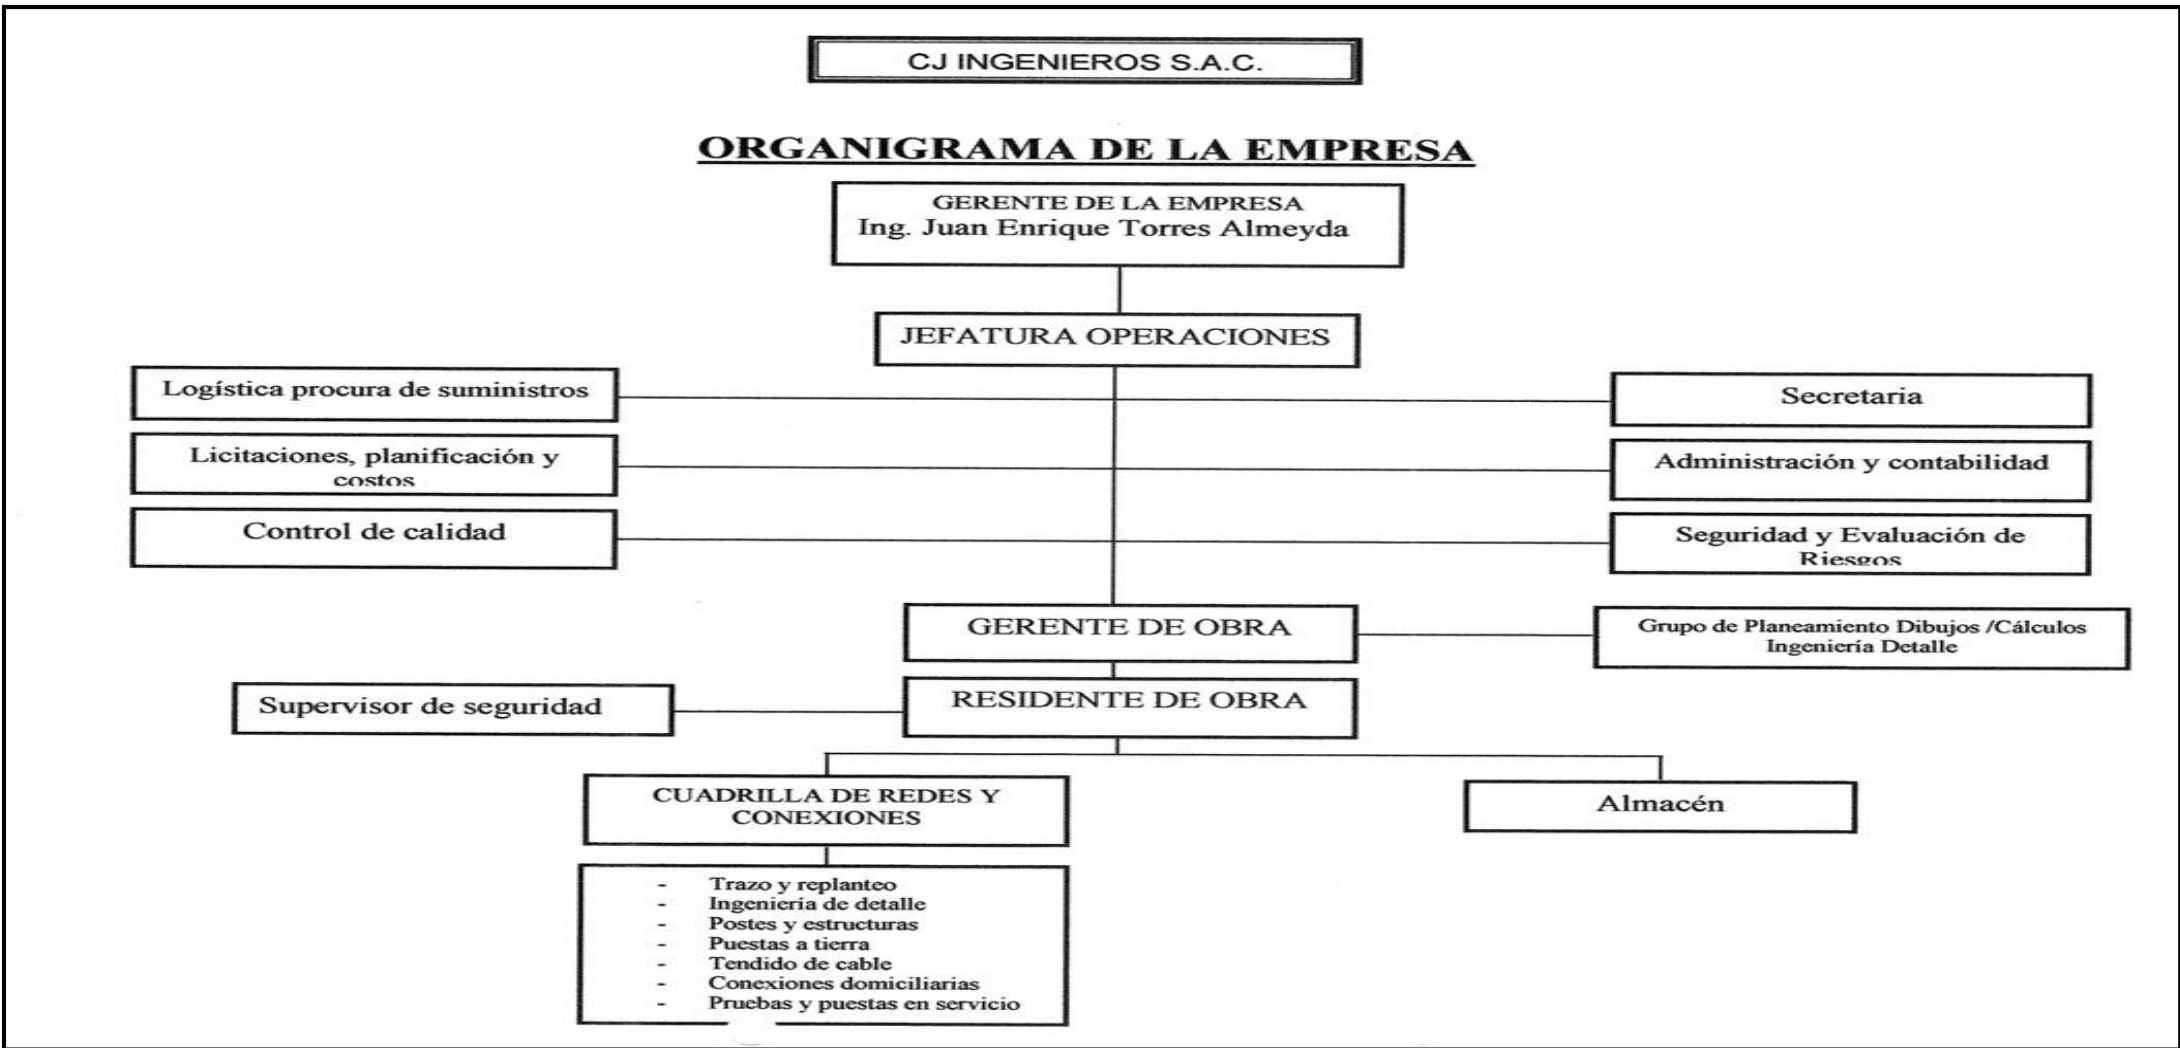 CJ INGENIEROS S.A.C.
ORGANIGRAMA DE LA EMPRESA
GERENTE DE LA EMPRESA
Ing. Juan Enrique Torres Almeyda
JEFATURA OPERACIONES
Logística procura de suministros
Secretaria
Licitaciones, planificación y
costos
Administración y contabilidad
Control de calidad
Seguridad y Evaluación de
Riesgos
GERENTE DE OBRA
Grupo de Planeamiento Dibujos /Cálculos
Ingeniería Detalle
Supervisor de seguridad
RESIDENTE DE OBRA
CUADRILLA DE REDES Y
CONEXIONES
Almacén
- Trazo y replanteo
- Ingeniería de detalle
- Postes y estructuras
- Puestas a tierra
- Tendido de cable
- Conexiones domiciliarias
- Pruebas y puestas en servicio